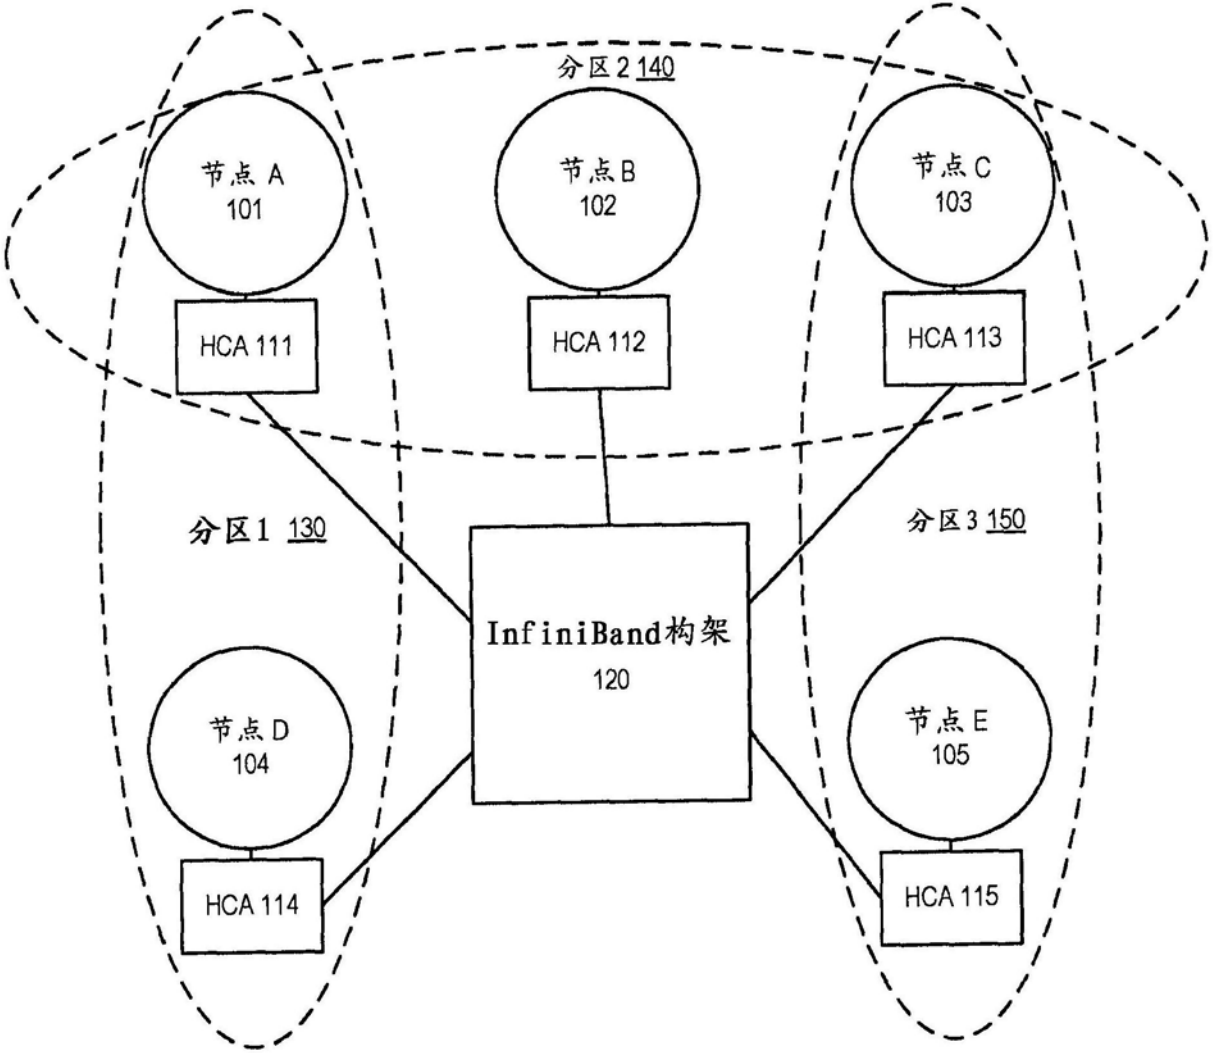 分区2 140
节点 A
101
节点 B
102
节点 C
103
HCA 111
HCA 112
HCA 113
分区1 130
分区3 150
InfiniBand构架
120
节点 D
104
节点 E
105
HCA 114
HCA 115